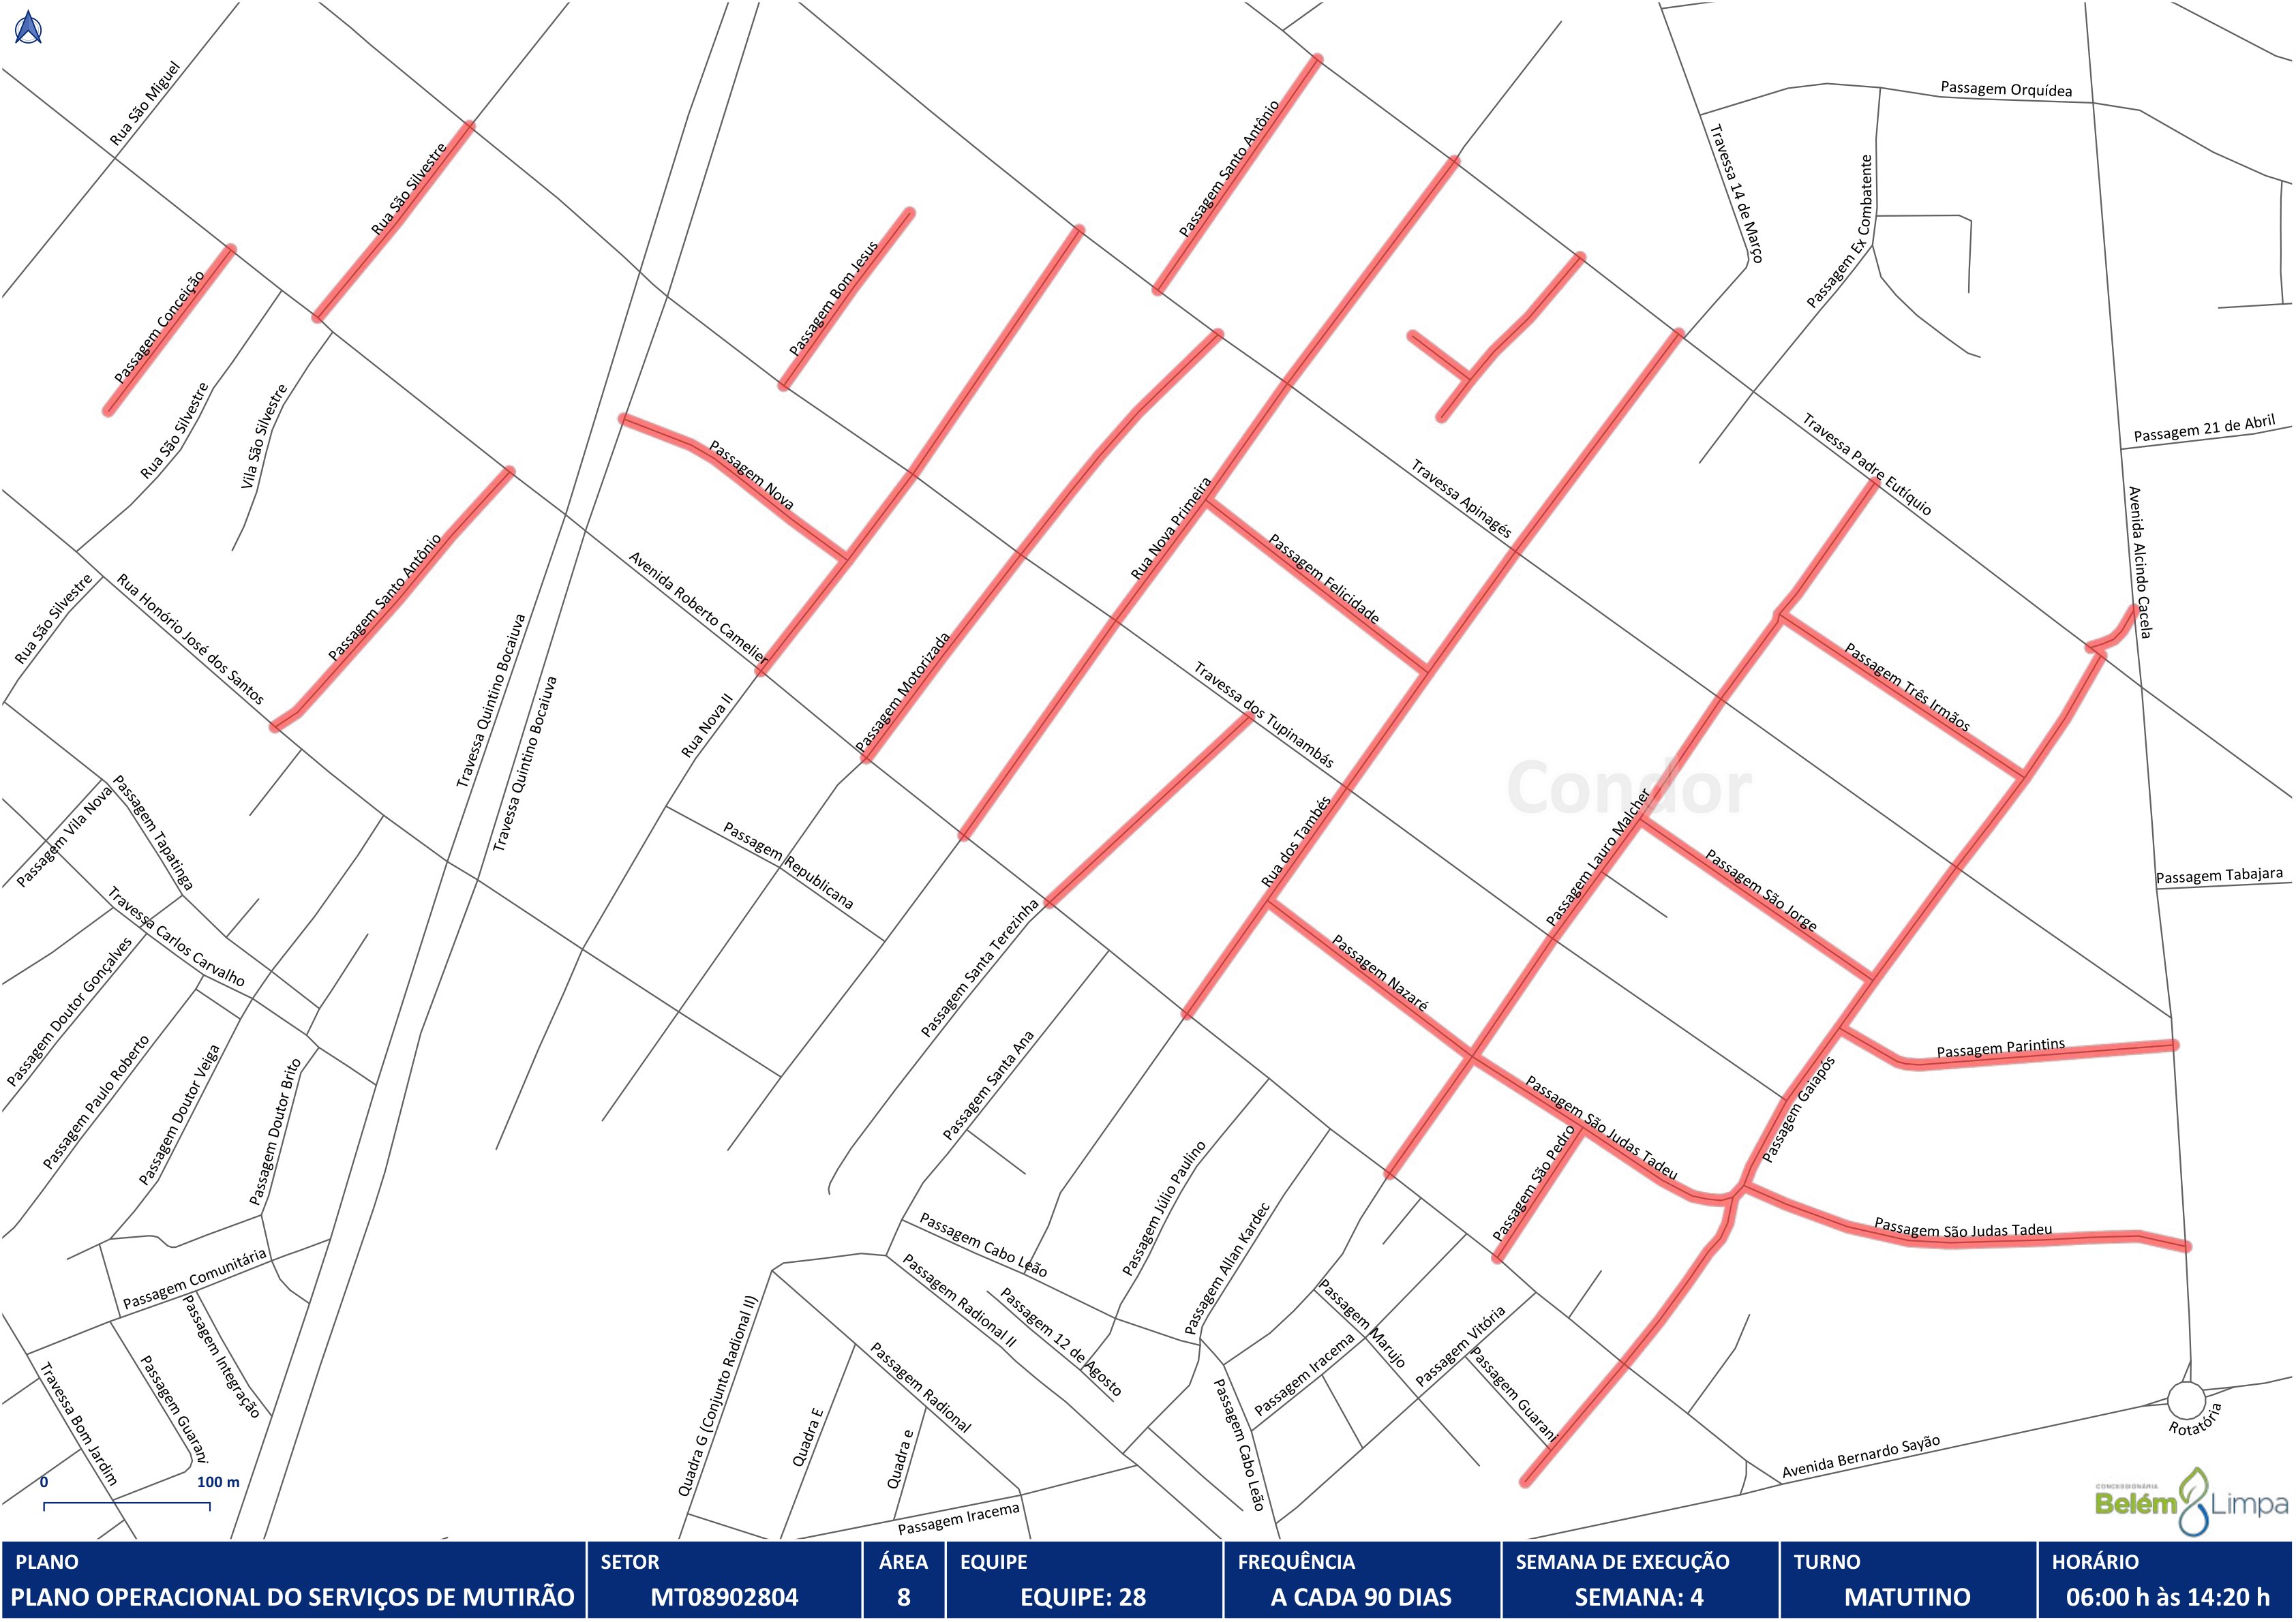 Rua São Miguel
Passagem Orquídea
Passagem Santo Antônio
Travessa 14 de Março
Rua São Silvestre
Passagem Ex Combatente
Passagem Bom Jesus
Passagem Conceição
Rua São Silvestre
Vila São Silvestre
Passagem Nova
Travessa Padre Eutíquio
Passagem 21 de Abril
Travessa Apinagés
Rua Nova Primeira
Avenida Alcindo Cacela
Passagem Santo Antônio
Passagem Felicidade
Avenida Roberto Camelier
Rua São Silvestre
Rua Honório José dos Santos
Travessa Quintino Bocaiuva
Travessa Quintino Bocaiuva
Passagem Motorizada
Rua Nova II
Travessa dos Tupinambás
Passagem Três Irmãos
Condor
Passagem Vila Nova
Passagem Tapatinga
Passagem Republicana
Rua dos Tambés
Passagem Lauro Malcher
Passagem São Jorge
Passagem Tabajara
Travessa Carlos Carvalho
Passagem Doutor Gonçalves
Passagem Santa Terezinha
Passagem Nazaré
Passagem Paulo Roberto
Passagem Doutor Veiga
Passagem Doutor Brito
Passagem Santa Ana
Passagem Parintins
Passagem Gaiapós
Passagem São Judas Tadeu
Passagem São Pedro
Passagem Júlio Paulino
Passagem Allan Kardec
Passagem São Judas Tadeu
Passagem Cabo Leão
Passagem Comunitária
Passagem Radional II
Passagem 12 de Agosto
Passagem Marujo
Passagem Vitória
Passagem Iracema
Passagem Guarani
Passagem Integração
Passagem Guarani
Travessa Bom Jardim
Quadra G (Conjunto Radional II)
Passagem Radional
Quadra E
Quadra e
Passagem Cabo Leão
Passagem Iracema
Avenida Bernardo Sayão
Rotatória
0 100 m
CONCESSIONÁRIA
Belém Limpa
PLANO
PLANO OPERACIONAL DO SERVIÇOS DE MUTIRÃO
SETOR
MT08902804
ÁREA
8
EQUIPE
EQUIPE: 28
FREQUÊNCIA
A CADA 90 DIAS
SEMANA DE EXECUÇÃO
SEMANA: 4
TURNO
MATUTINO
HORÁRIO
06:00 h às 14:20 h